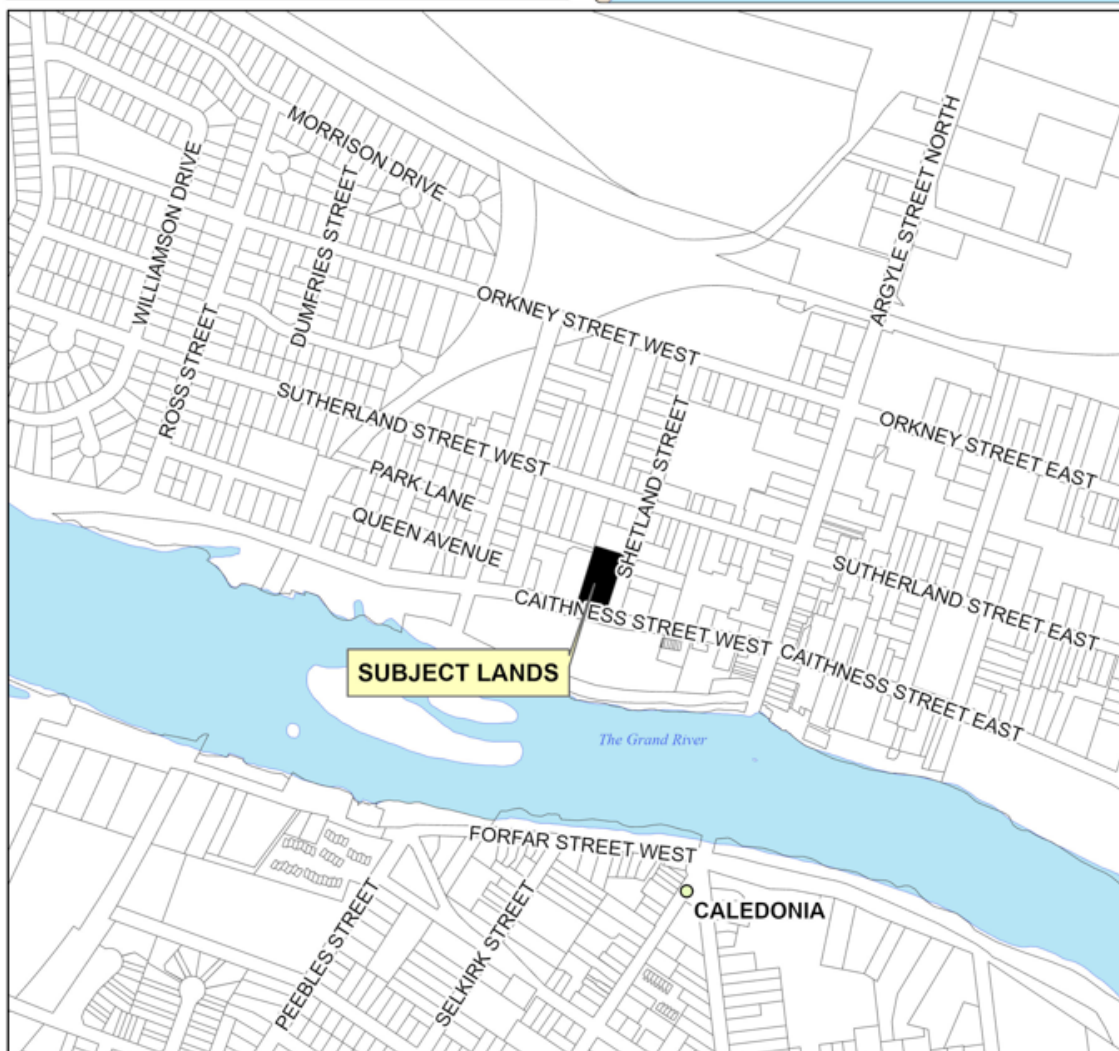 MORRISON DRIVE
ARGYLE STREET NORTH
WILLIAMSON DRIVE
DUMFRIES STREET
ORKNEY STREET WEST
ROSS STREET
SUTHERLAND STREET WEST
SHETLAND STREET
ORKNEY STREET EAST
PARK LANE
QUEEN AVENUE
SUTHERLAND STREET EAST
CAITHNESS STREET WEST
CAITHNESS STREET EAST
SUBJECT LANDS
The Grand River
FORFAR STREET WEST
CALEDONIA
PEEBLES STREET
SELKIRK STREET